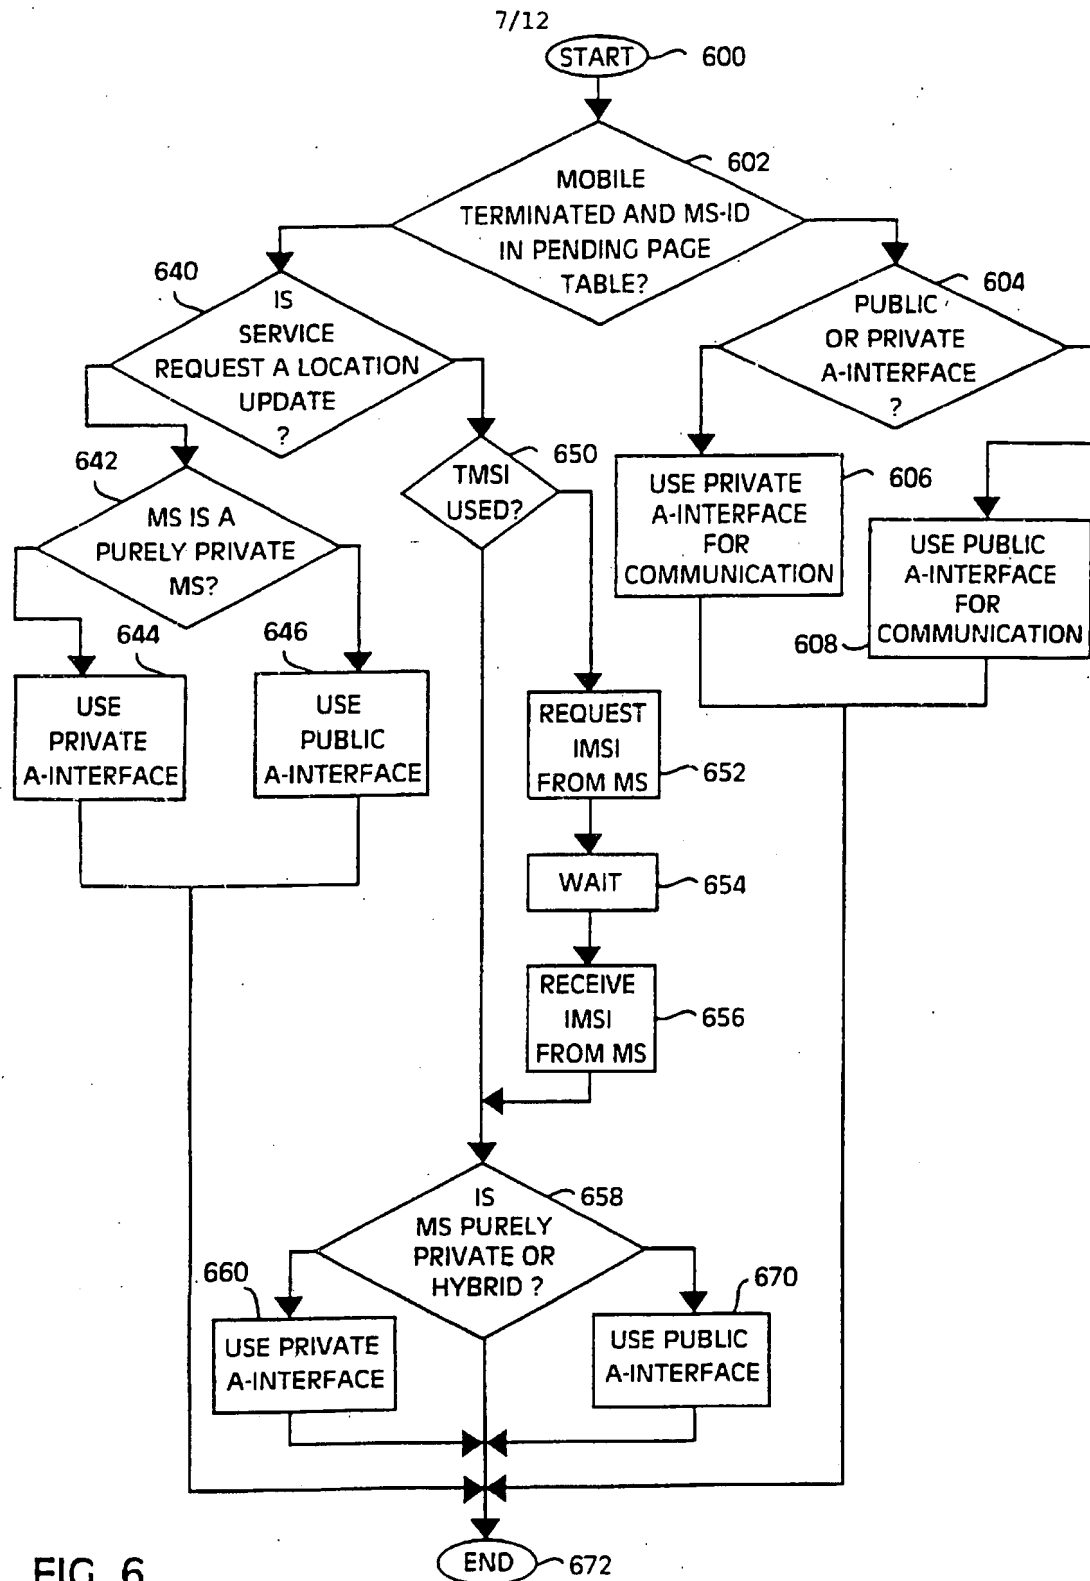 7/12
START
600
602
MOBILE
TERMINATED AND MS-ID
IN PENDING PAGE
TABLE?
640
IS
SERVICE
REQUEST A LOCATION
UPDATE
?
604
PUBLIC
OR PRIVATE
A-INTERFACE
?
642
MS IS A
PURELY PRIVATE
MS?
650
TMSI
USED?
606
USE PRIVATE
A-INTERFACE
FOR
COMMUNICATION
608
USE PUBLIC
A-INTERFACE
FOR
COMMUNICATION
644
USE
PRIVATE
A-INTERFACE
646
USE
PUBLIC
A-INTERFACE
REQUEST
IMSI
FROM MS
652
WAIT
654
RECEIVE
IMSI
FROM MS
656
658
IS
MS PURELY
PRIVATE OR
HYBRID ?
660
USE PRIVATE
A-INTERFACE
670
USE PUBLIC
A-INTERFACE
END
672
FIG. 6